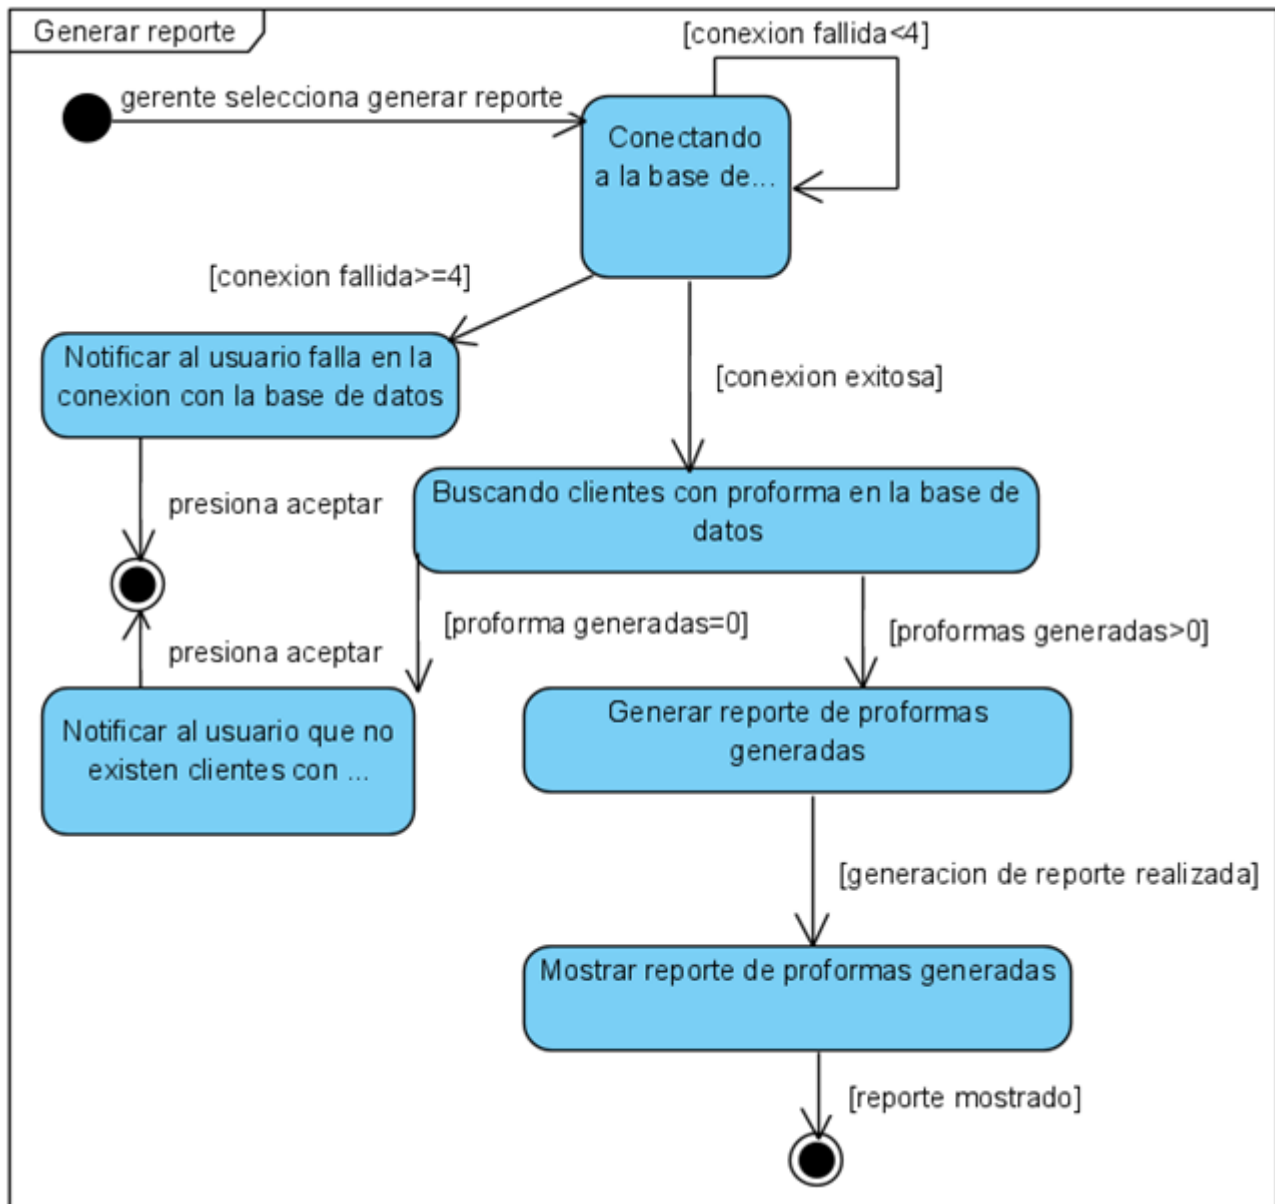 Generar reporte
[conexion fallida<4]
gerente selecciona generar reporte
Conectando
a la base de...
[conexion fallida>=4]
Notificar al usuario falla en la
conexion con la base de datos
[conexion exitosa]
presiona aceptar
Buscando clientes con proforma en la base de
datos
[proforma generadas=0]
[proformas generadas>0]
presiona aceptar
Notificar al usuario que no
existen clientes con ...
Generar reporte de proformas
generadas
[generacion de reporte realizada]
Mostrar reporte de proformas generadas
[reporte mostrado]